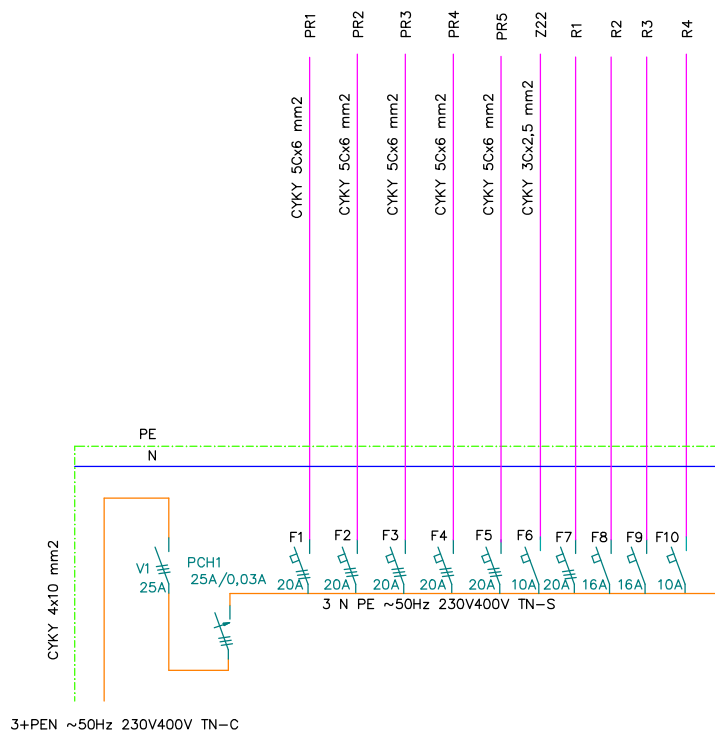 PR1
PR2
PR3
PR4
PR5
Z22
R1
R2
R3
R4
CYKY 5Cx6 mm2
CYKY 5Cx6 mm2
CYKY 5Cx6 mm2
CYKY 5Cx6 mm2
CYKY 5Cx6 mm2
CYKY 3Cx2,5 mm2
PE
N
CYKY 4x10 mm2
V1
25A
PCH1
25A/0,03A
F1
F2
F3
F4
F5
F6
F7
F8
F9
F10
20A
20A
20A
20A
20A
10A
20A
16A
16A
10A
3 N PE ~50Hz 230V400V TN-S
3+PEN ~50Hz 230V400V TN-C